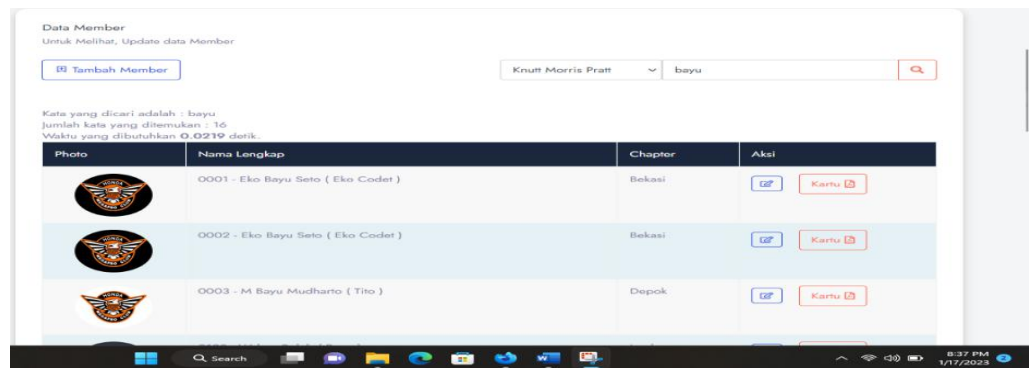 Data Member
Untuk Melihat, Update data Member
Tambah Member
Knutt Morris Pratt
bayu
Kata yang dicari adalah : bayu
Jumlah kata yang ditemukan : 16
Waktu yang dibutuhkan 0.0219 detik.
Photo Nama Lengkap Chapter Aksi
0001 - Eko Bayu Seto ( Eko Codet ) Bekasi Kartu
0002 - Eko Bayu Seto ( Eko Codet ) Bekasi Kartu
0003 - M Bayu Mudharto ( Tito ) Depok Kartu
Search
8:37 PM
1/17/2023